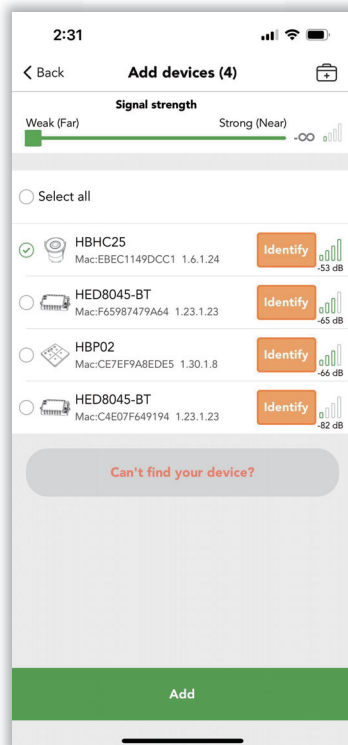 2:31
Back
Add devices (4)
Signal strength
Weak (Far)
Strong (Near)
-∞
Select all
HBHC25
Mac:EBEC1149DCC1 1.6.1.24
Identify
-53 dB
HED8045-BT
Mac:F65987479A64 1.23.1.23
Identify
-65 dB
HBP02
Mac:CE7EF9A8EDE5 1.30.1.8
Identify
-66 dB
HED8045-BT
Mac:C4E07F649194 1.23.1.23
Identify
-82 dB
Can't find your device?
Add